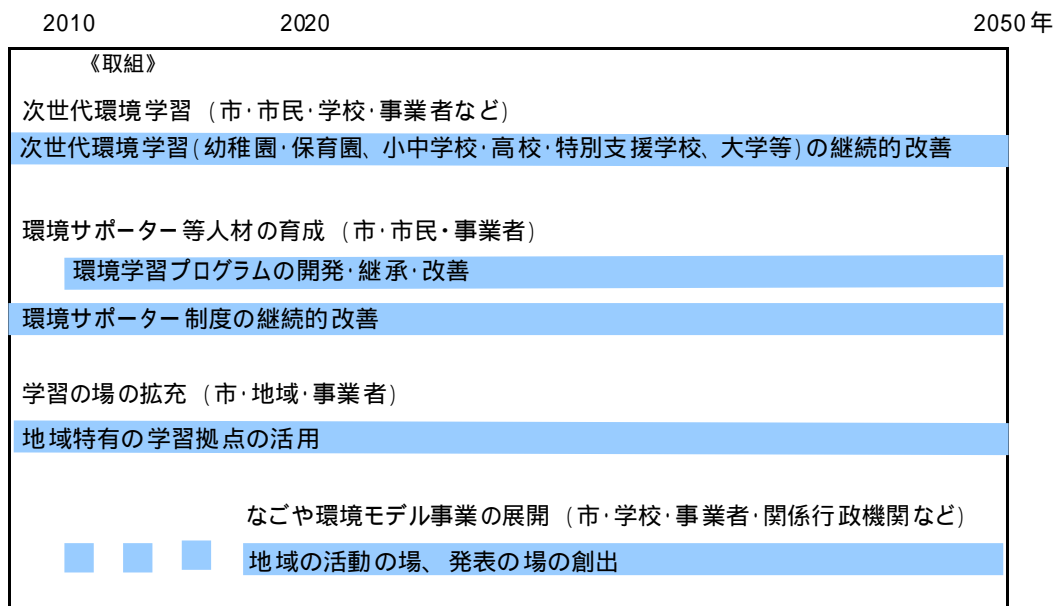 2010 2020 2050年
《取組》
次世代環境学習 (市·市民·学校·事業者など)
次世代環境学習(幼稚園·保育園、小中学校·高校·特別支援学校、大学等)の継続的改善
環境サポーター等人材の育成 (市·市民・事業者)
環境学習プログラムの開発·継承·改善
環境サポーター制度の継続的改善
学習の場の拡充 (市·地域·事業者)
地域特有の学習拠点の活用
なごや環境モデル事業の展開 (市·学校·事業者·関係行政機関など)
地域の活動の場、発表の場の創出